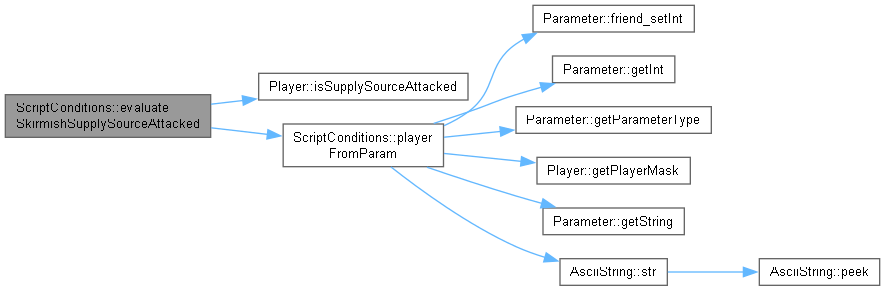 ScriptConditions::evaluate
SkirmishSupplySourceAttacked
Player::isSupplySourceAttacked
ScriptConditions::player
FromParam
Parameter::friend_setInt
Parameter::getInt
Parameter::getParameterType
Player::getPlayerMask
Parameter::getString
AsciiString::str
AsciiString::peek